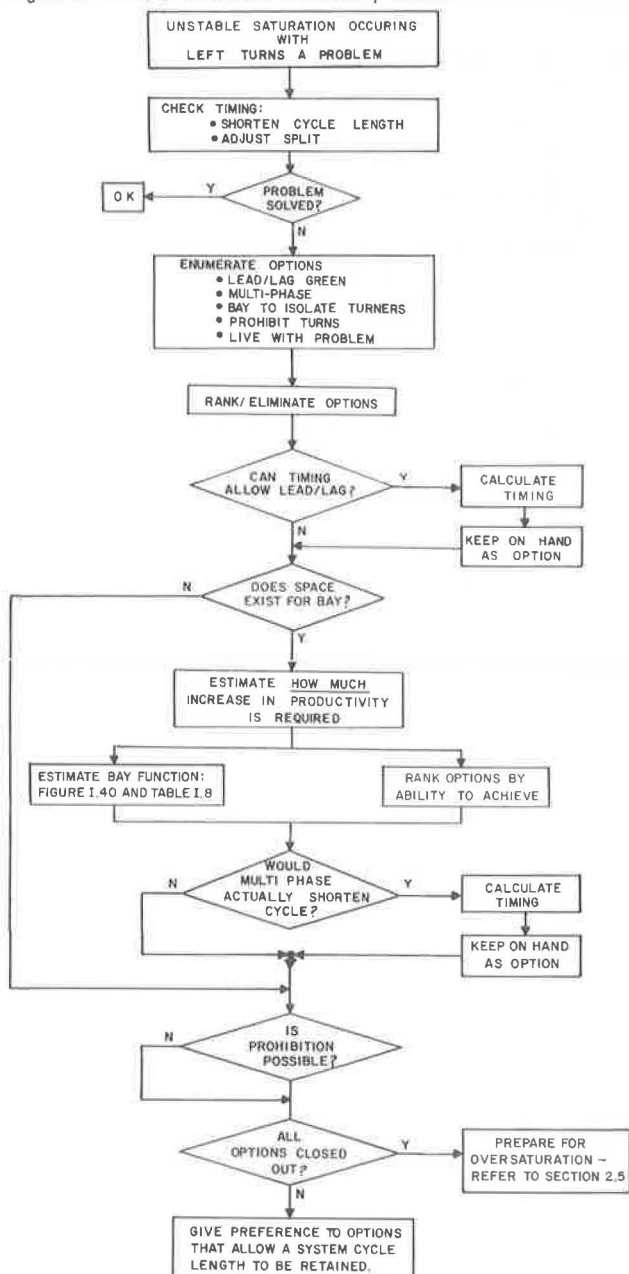 UNSTABLE SATURATION OCCURING
WITH
LEFT TURNS A PROBLEM
CHECK TIMING:
• SHORTEN CYCLE LENGTH
• ADJUST SPLIT
PROBLEM
SOLVED?
Y
OK
N
ENUMERATE OPTIONS
• LEAD/LAG GREEN
• MULTI-PHASE
• BAY TO ISOLATE TURNERS
• PROHIBIT TURNS
• LIVE WITH PROBLEM
RANK/ELIMINATE OPTIONS
CAN TIMING
ALLOW LEAD/LAG?
Y
CALCULATE
TIMING
N
KEEP ON HAND
AS OPTION
DOES SPACE
EXIST FOR BAY?
N
Y
ESTIMATE HOW MUCH
INCREASE IN PRODUCTIVITY
IS REQUIRED
ESTIMATE BAY FUNCTION:
FIGURE I.40 AND TABLE I.8
RANK OPTIONS BY
ABILITY TO ACHIEVE
WOULD
MULTI PHASE
ACTUALLY SHORTEN
CYCLE?
N
Y
CALCULATE
TIMING
KEEP ON HAND
AS OPTION
IS
PROHIBITION
POSSIBLE?
N
ALL
OPTIONS CLOSED
OUT?
Y
PREPARE FOR
OVERSATURATION –
REFER TO SECTION 2.5
N
GIVE PREFERENCE TO OPTIONS
THAT ALLOW A SYSTEM CYCLE
LENGTH TO BE RETAINED.